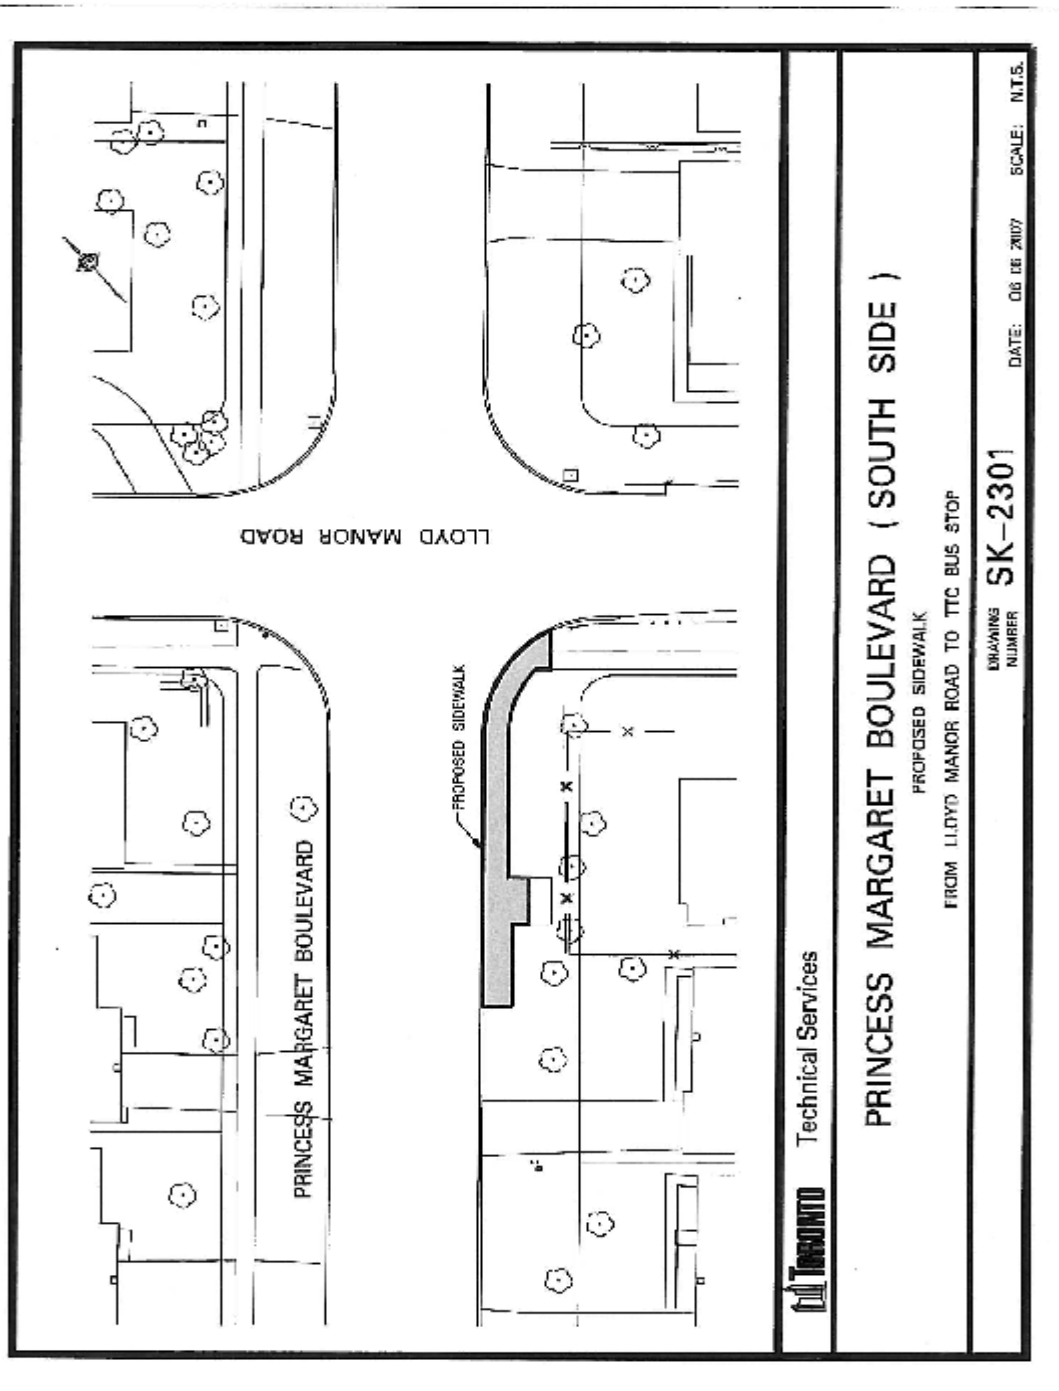 LLOYD MANOR ROAD
PROPOSED SIDEWALK
PRINCESS MARGARET BOULEVARD
TORONTO Technical Services
PRINCESS MARGARET BOULEVARD ( SOUTH SIDE )
PROPOSED SIDEWALK
FROM LLOYD MANOR ROAD TO TTC BUS STOP
DRAWING NUMBER SK-2301
DATE: 06 06 2007 SCALE: N.T.S.